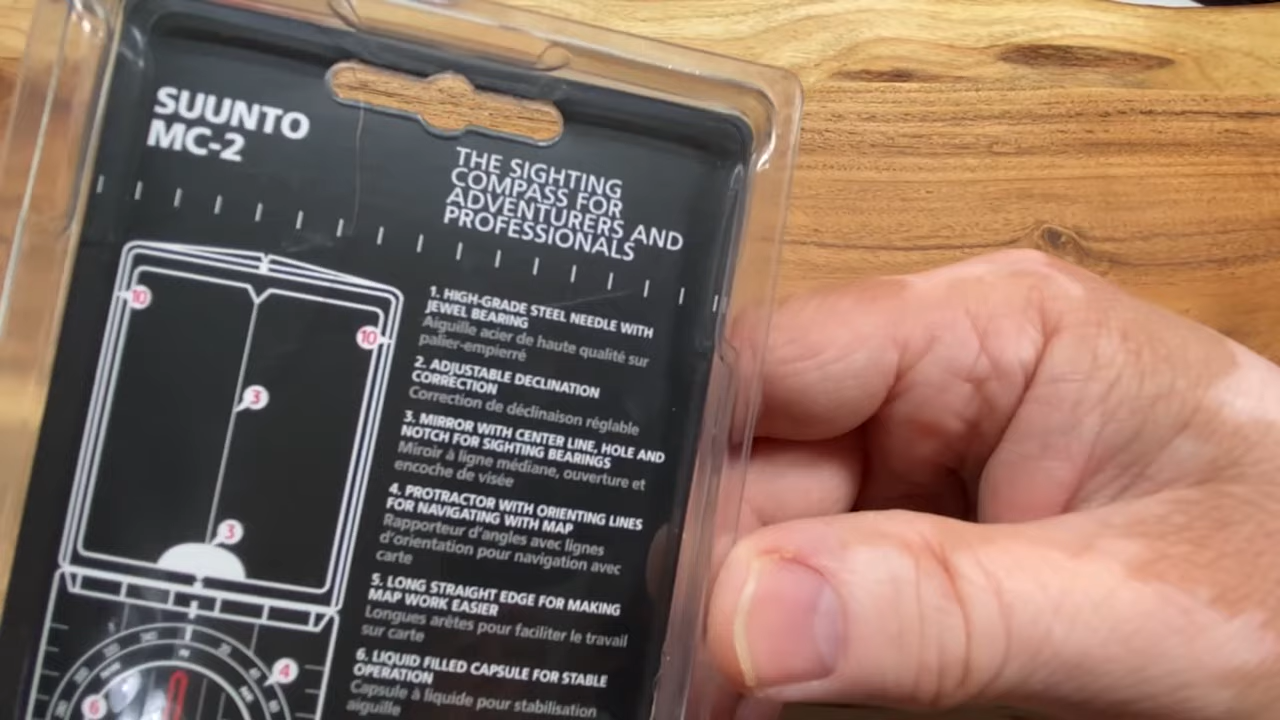 SUUNTO
MC-2
THE SIGHTING
COMPASS FOR
ADVENTURERS AND
PROFESSIONALS
1. HIGH-GRADE STEEL NEEDLE WITH
JEWEL BEARING
Aiguille acier de haute qualité sur
palier-empierré
2. ADJUSTABLE DECLINATION
CORRECTION
Correction de déclinaison réglable
3. MIRROR WITH CENTER LINE, HOLE AND
NOTCH FOR SIGHTING BEARINGS
Miroir à ligne médiane, ouverture et
encoche de visée
4. PROTRACTOR WITH ORIENTING LINES
FOR NAVIGATING WITH MAP
Rapporteur d'angles avec lignes
d'orientation pour navigation avec
carte
5. LONG STRAIGHT EDGE FOR MAKING
MAP WORK EASIER
Longues arêtes pour faciliter le travail
sur carte
6. LIQUID FILLED CAPSULE FOR STABLE
OPERATION
Capsule à liquide pour stabilisation
aiguille
10
10
3
3
4
6